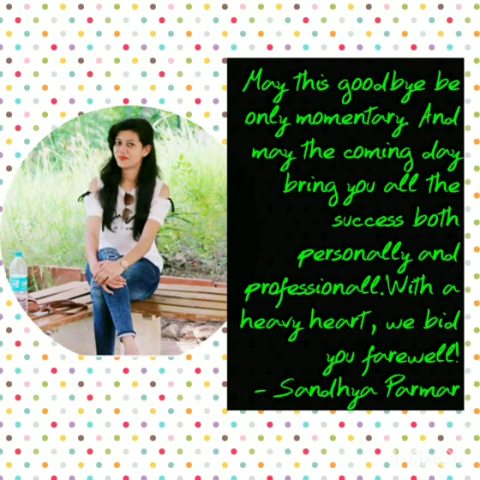 May this goodbye be
only momentary. And
may the coming day
bring you all the
success both
personally and
professionall.With a
heavy heart, we bid
you farewell!
- Sandhya Parmar